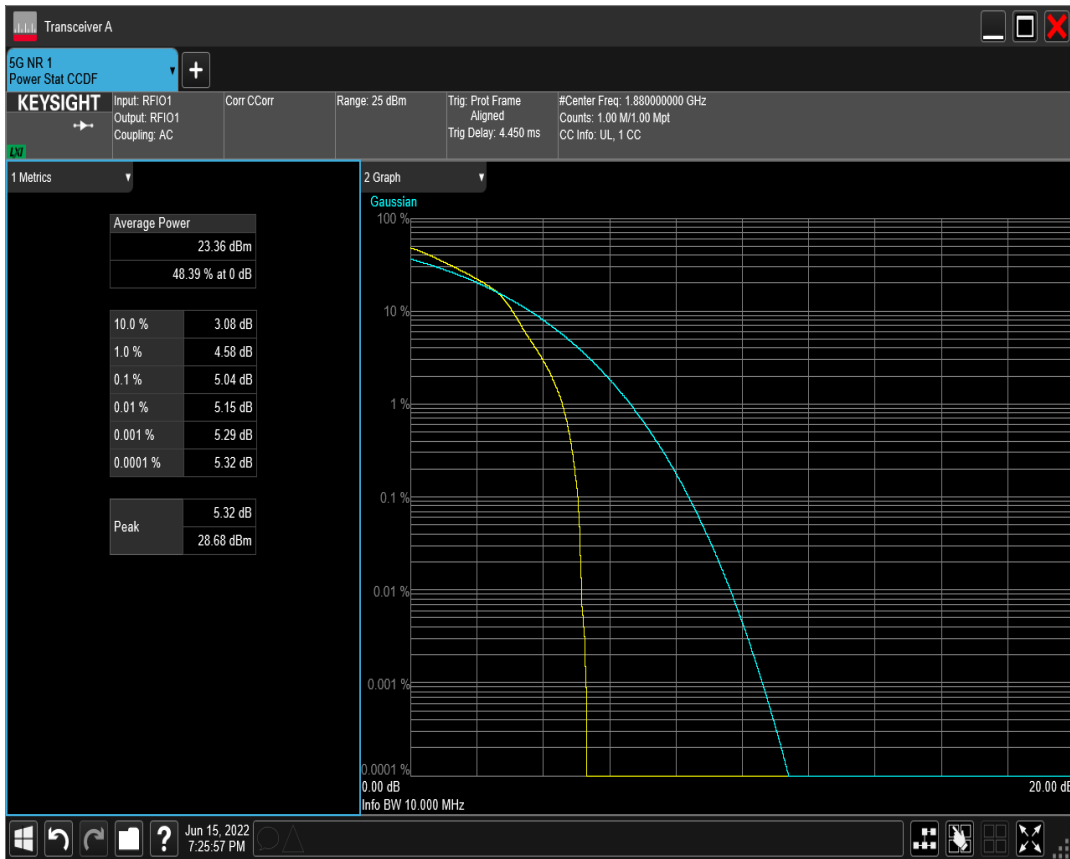 Transceiver A
5G NR 1
Power Stat CCDF
+
KEYSIGHT
LXI
Input: RFIO1
Output: RFIO1
Coupling: AC
Corr CCorr
Range: 25 dBm
Trig: Prot Frame
Aligned
Trig Delay: 4.450 ms
#Center Freq: 1.880000000 GHz
Counts: 1.00 M/1.00 Mpt
CC Info: UL, 1 CC
1 Metrics
Average Power
23.36 dBm
48.39 % at 0 dB
10.0 % 3.08 dB
1.0 % 4.58 dB
0.1 % 5.04 dB
0.01 % 5.15 dB
0.001 % 5.29 dB
0.0001 % 5.32 dB
Peak 5.32 dB
28.68 dBm
2 Graph
Gaussian
100 %
10 %
1 %
0.1 %
0.01 %
0.001 %
0.0001 %
0.00 dB 20.00 dB
Info BW 10.000 MHz
? Jun 15, 2022
7:25:57 PM